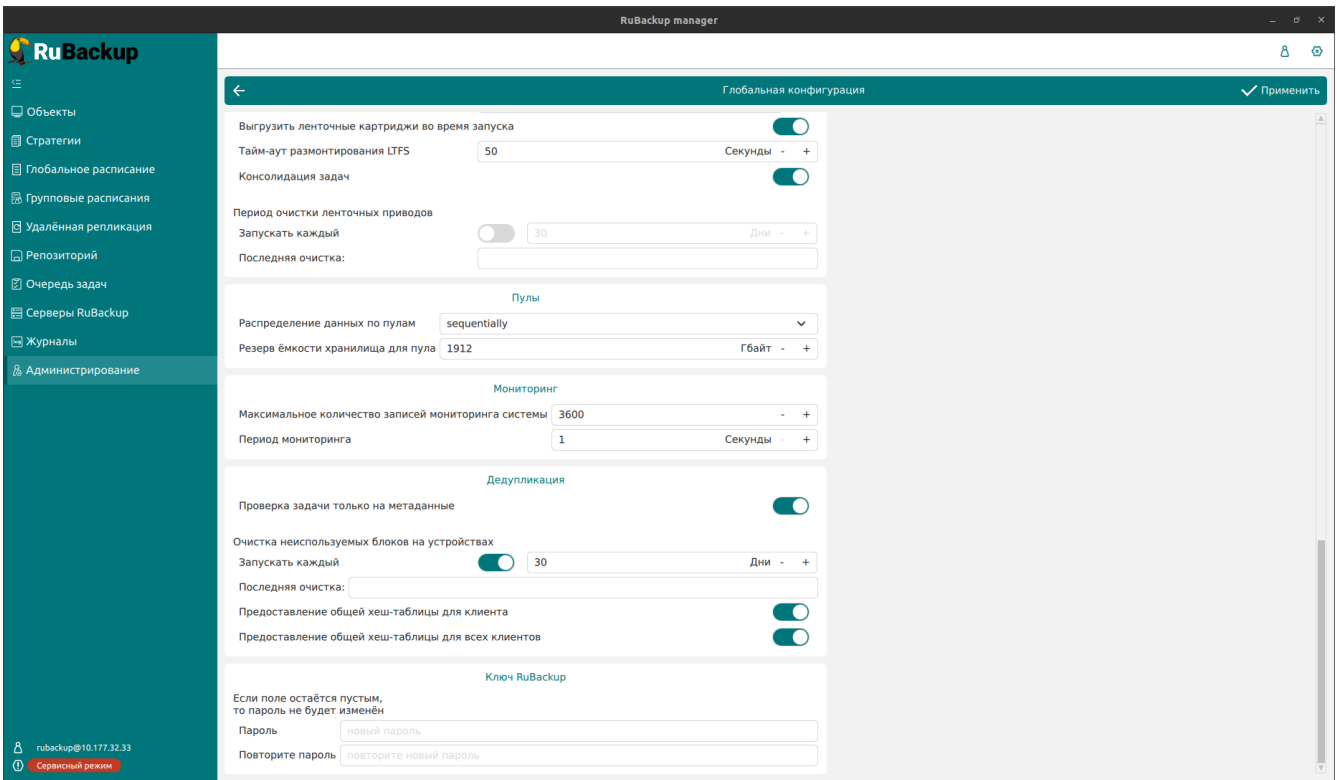 RuBackup manager
RuBackup
Глобальная конфигурация
Применить
Объекты
Стратегии
Глобальное расписание
Групповые расписания
Удалённая репликация
Репозиторий
Очередь задач
Серверы RuBackup
Журналы
Администрирование
rubackup@10.177.32.33
Сервисный режим
Выгрузить ленточные картриджи во время запуска
Тайм-аут размонтирования LTFS 50 Секунды - +
Консолидация задач
Период очистки ленточных приводов
Запускать каждый 30 Дни - +
Последняя очистка:
Пулы
Распределение данных по пулам sequentially
Резерв ёмкости хранилища для пула 1912 Гбайт - +
Мониторинг
Максимальное количество записей мониторинга системы 3600 - +
Период мониторинга 1 Секунды - +
Дедупликация
Проверка задачи только на метаданные
Очистка неиспользуемых блоков на устройствах
Запускать каждый 30 Дни - +
Последняя очистка:
Предоставление общей хеш-таблицы для клиента
Предоставление общей хеш-таблицы для всех клиентов
Ключ RuBackup
Если поле остаётся пустым,
то пароль не будет изменён
Пароль новый пароль
Повторите пароль повторите новый пароль